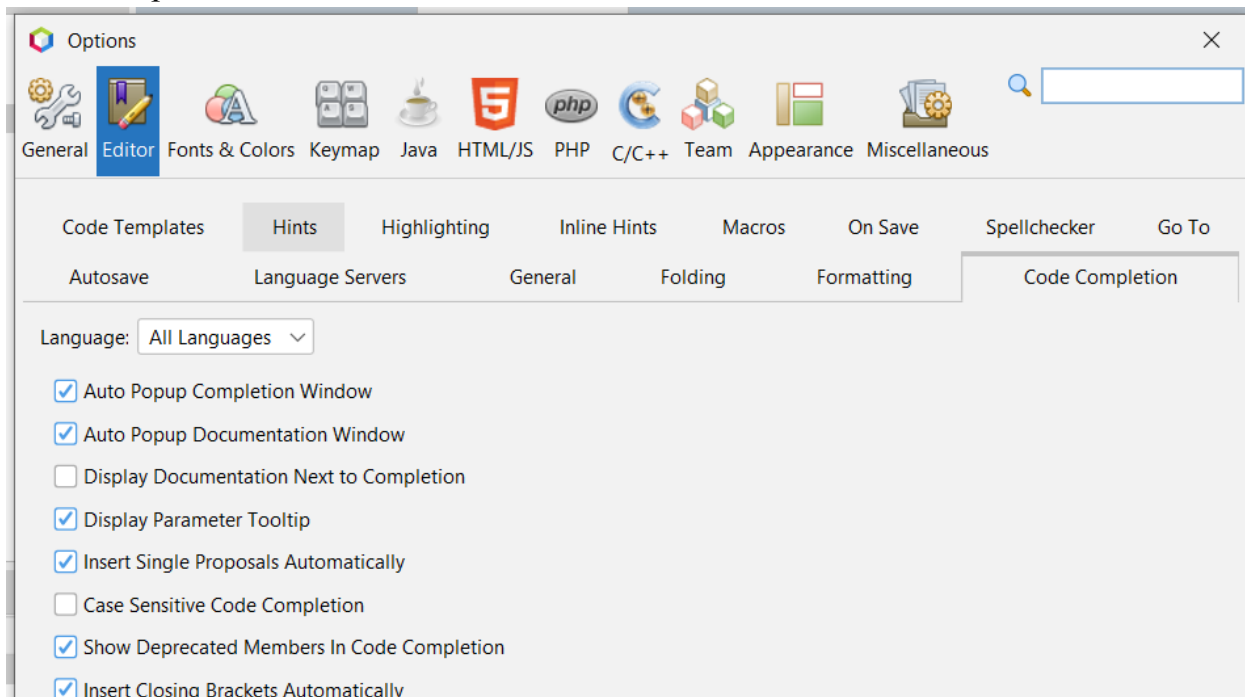 Options
General Editor Fonts & Colors Keymap Java HTML/JS PHP C/C++ Team Appearance Miscellaneous
Code Templates Hints Highlighting Inline Hints Macros On Save Spellchecker Go To
Autosave Language Servers General Folding Formatting Code Completion
Language: All Languages
Auto Popup Completion Window
Auto Popup Documentation Window
Display Documentation Next to Completion
Display Parameter Tooltip
Insert Single Proposals Automatically
Case Sensitive Code Completion
Show Deprecated Members In Code Completion
Insert Closing Brackets Automatically